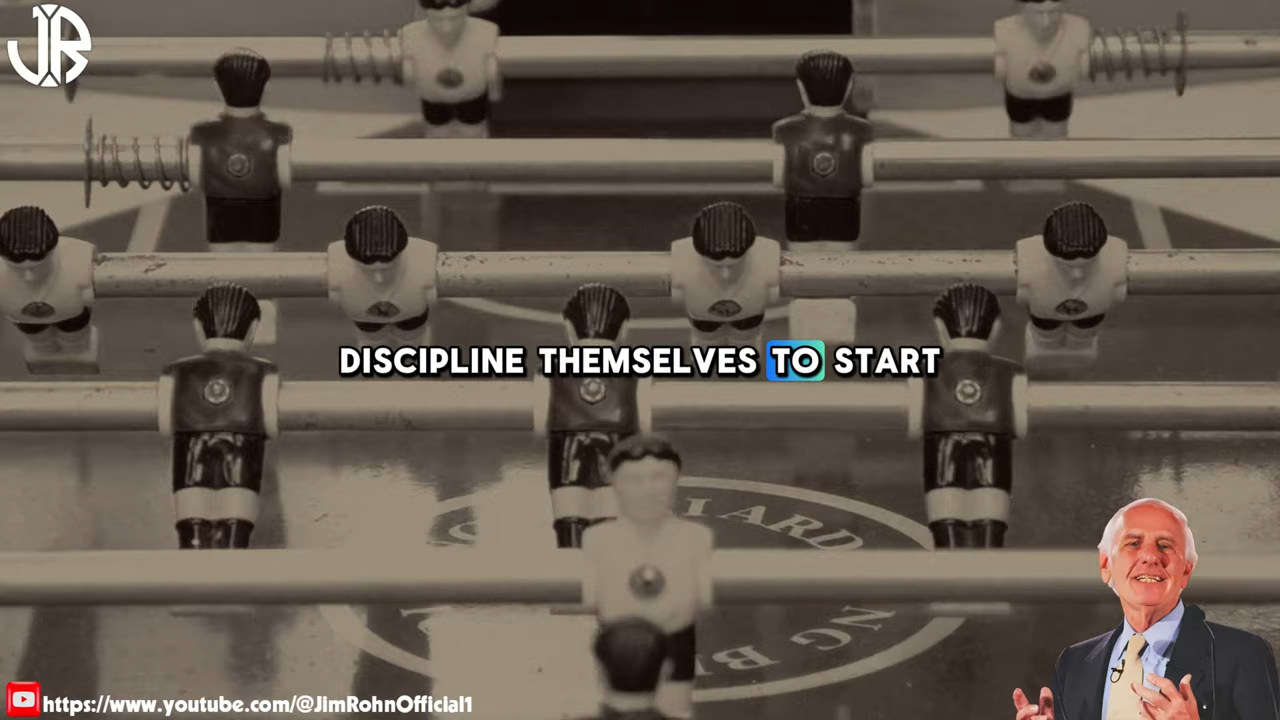 JR
DISCIPLINE THEMSELVES TO START
https://www.youtube.com/@JimRohnOfficial1